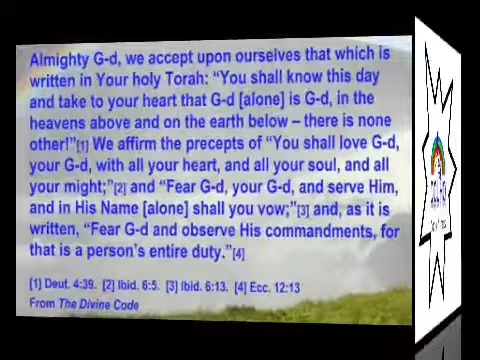 Almighty G-d, we accept upon ourselves that which is
written in Your holy Torah: “You shall know this day
and take to your heart that G-d [alone] is G-d, in the
heavens above and on the earth below – there is none
other!”[1] We affirm the precepts of “You shall love G-d,
your G-d, with all your heart, and all your soul, and all
your might;”[2] and “Fear G-d, your G-d, and serve Him,
and in His Name [alone] shall you vow;”[3] and, as it is
written, “Fear G-d and observe His commandments, for
that is a person’s entire duty.”[4]
[1] Deut. 4:39. [2] Ibid. 6:5. [3] Ibid. 6:13. [4] Ecc. 12:13
From The Divine Code